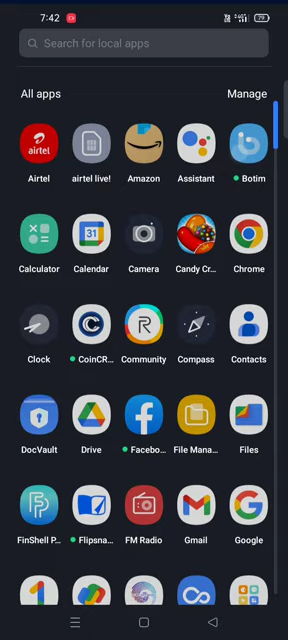 7:42
79
Search for local apps
All apps Manage
airtel
Airtel airtel live! Amazon Assistant Botim
31
Calculator Calendar Camera Candy Cr... Chrome
Clock CoinCR... Community Compass Contacts
DocVault Drive Facebo... File Mana... Files
FinShell P... Flipsna... FM Radio Gmail Google